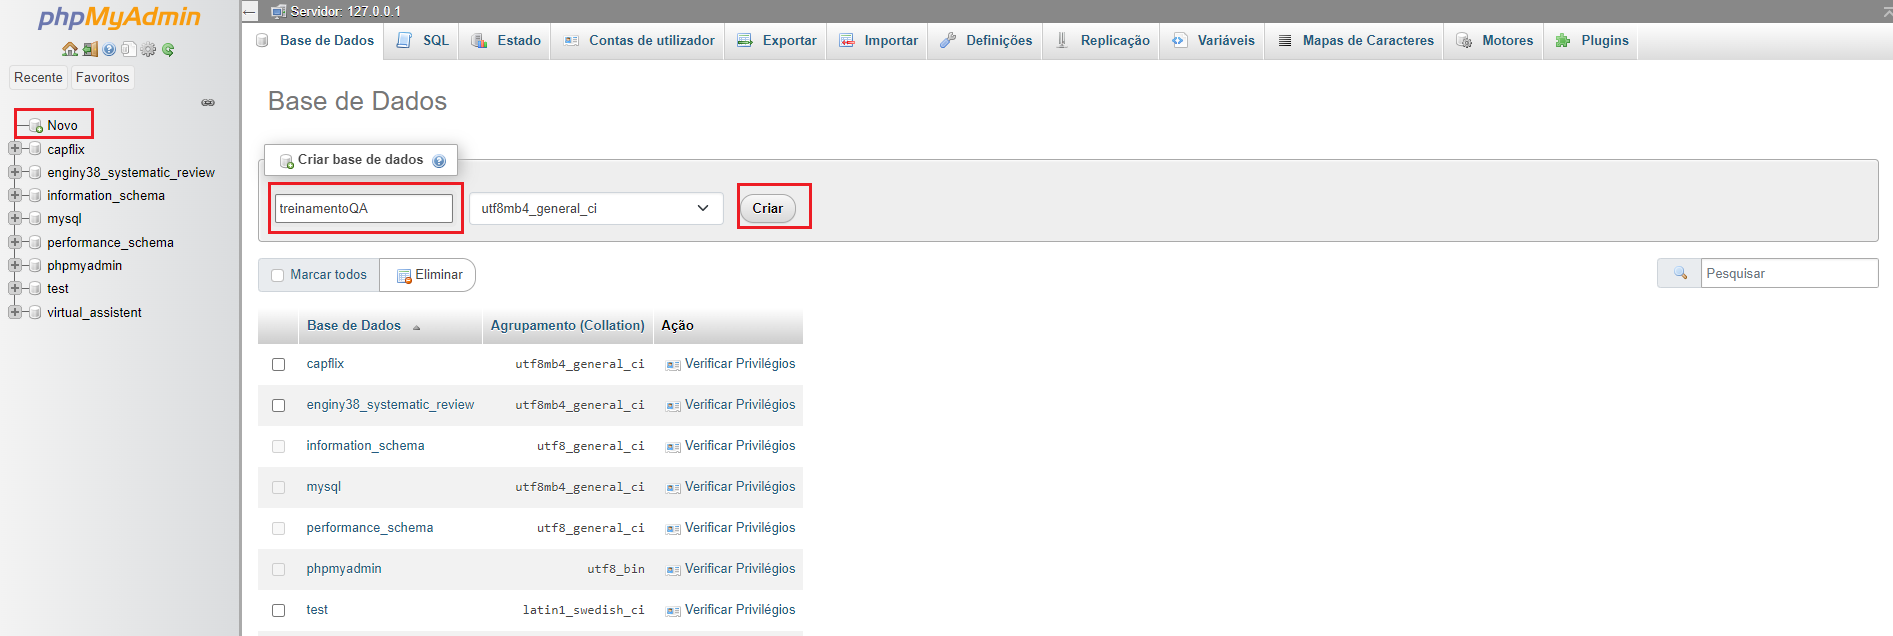 phpMyAdmin
Recente Favoritos
Novo
capflix
enginy38_systematic_review
information_schema
mysql
performance_schema
phpmyadmin
test
virtual_assistent
Servidor: 127.0.0.1
Base de Dados SQL Estado Contas de utilizador Exportar Importar Definições Replicação Variáveis Mapas de Caracteres Motores Plugins
Base de Dados
Criar base de dados
treinamentoQA utf8mb4_general_ci Criar
Marcar todos Eliminar Pesquisar
Base de Dados Agrupamento (Collation) Ação
capflix utf8mb4_general_ci Verificar Privilégios
enginy38_systematic_review utf8mb4_general_ci Verificar Privilégios
information_schema utf8_general_ci Verificar Privilégios
mysql utf8mb4_general_ci Verificar Privilégios
performance_schema utf8_general_ci Verificar Privilégios
phpmyadmin utf8_bin Verificar Privilégios
test latin1_swedish_ci Verificar Privilégios